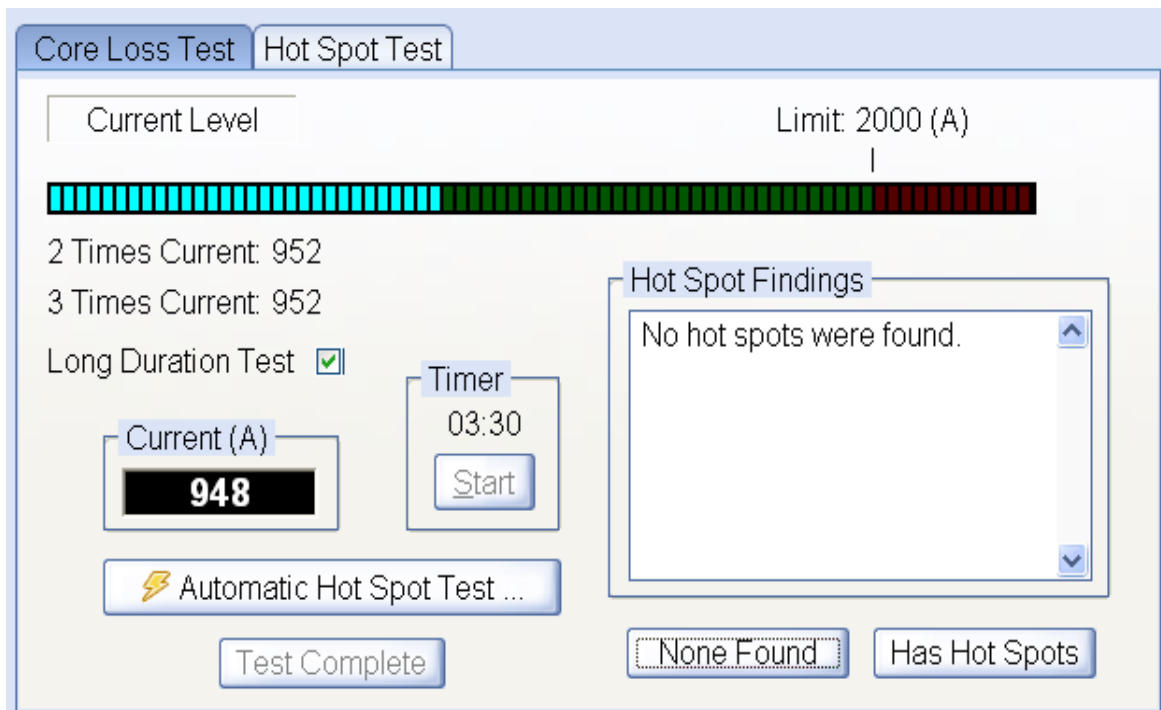 Core Loss Test
Hot Spot Test
Current Level
Limit: 2000 (A)
2 Times Current: 952
3 Times Current: 952
Long Duration Test
Timer
03:30
Start
Current (A)
948
Automatic Hot Spot Test ...
Test Complete
Hot Spot Findings
No hot spots were found.
None Found
Has Hot Spots